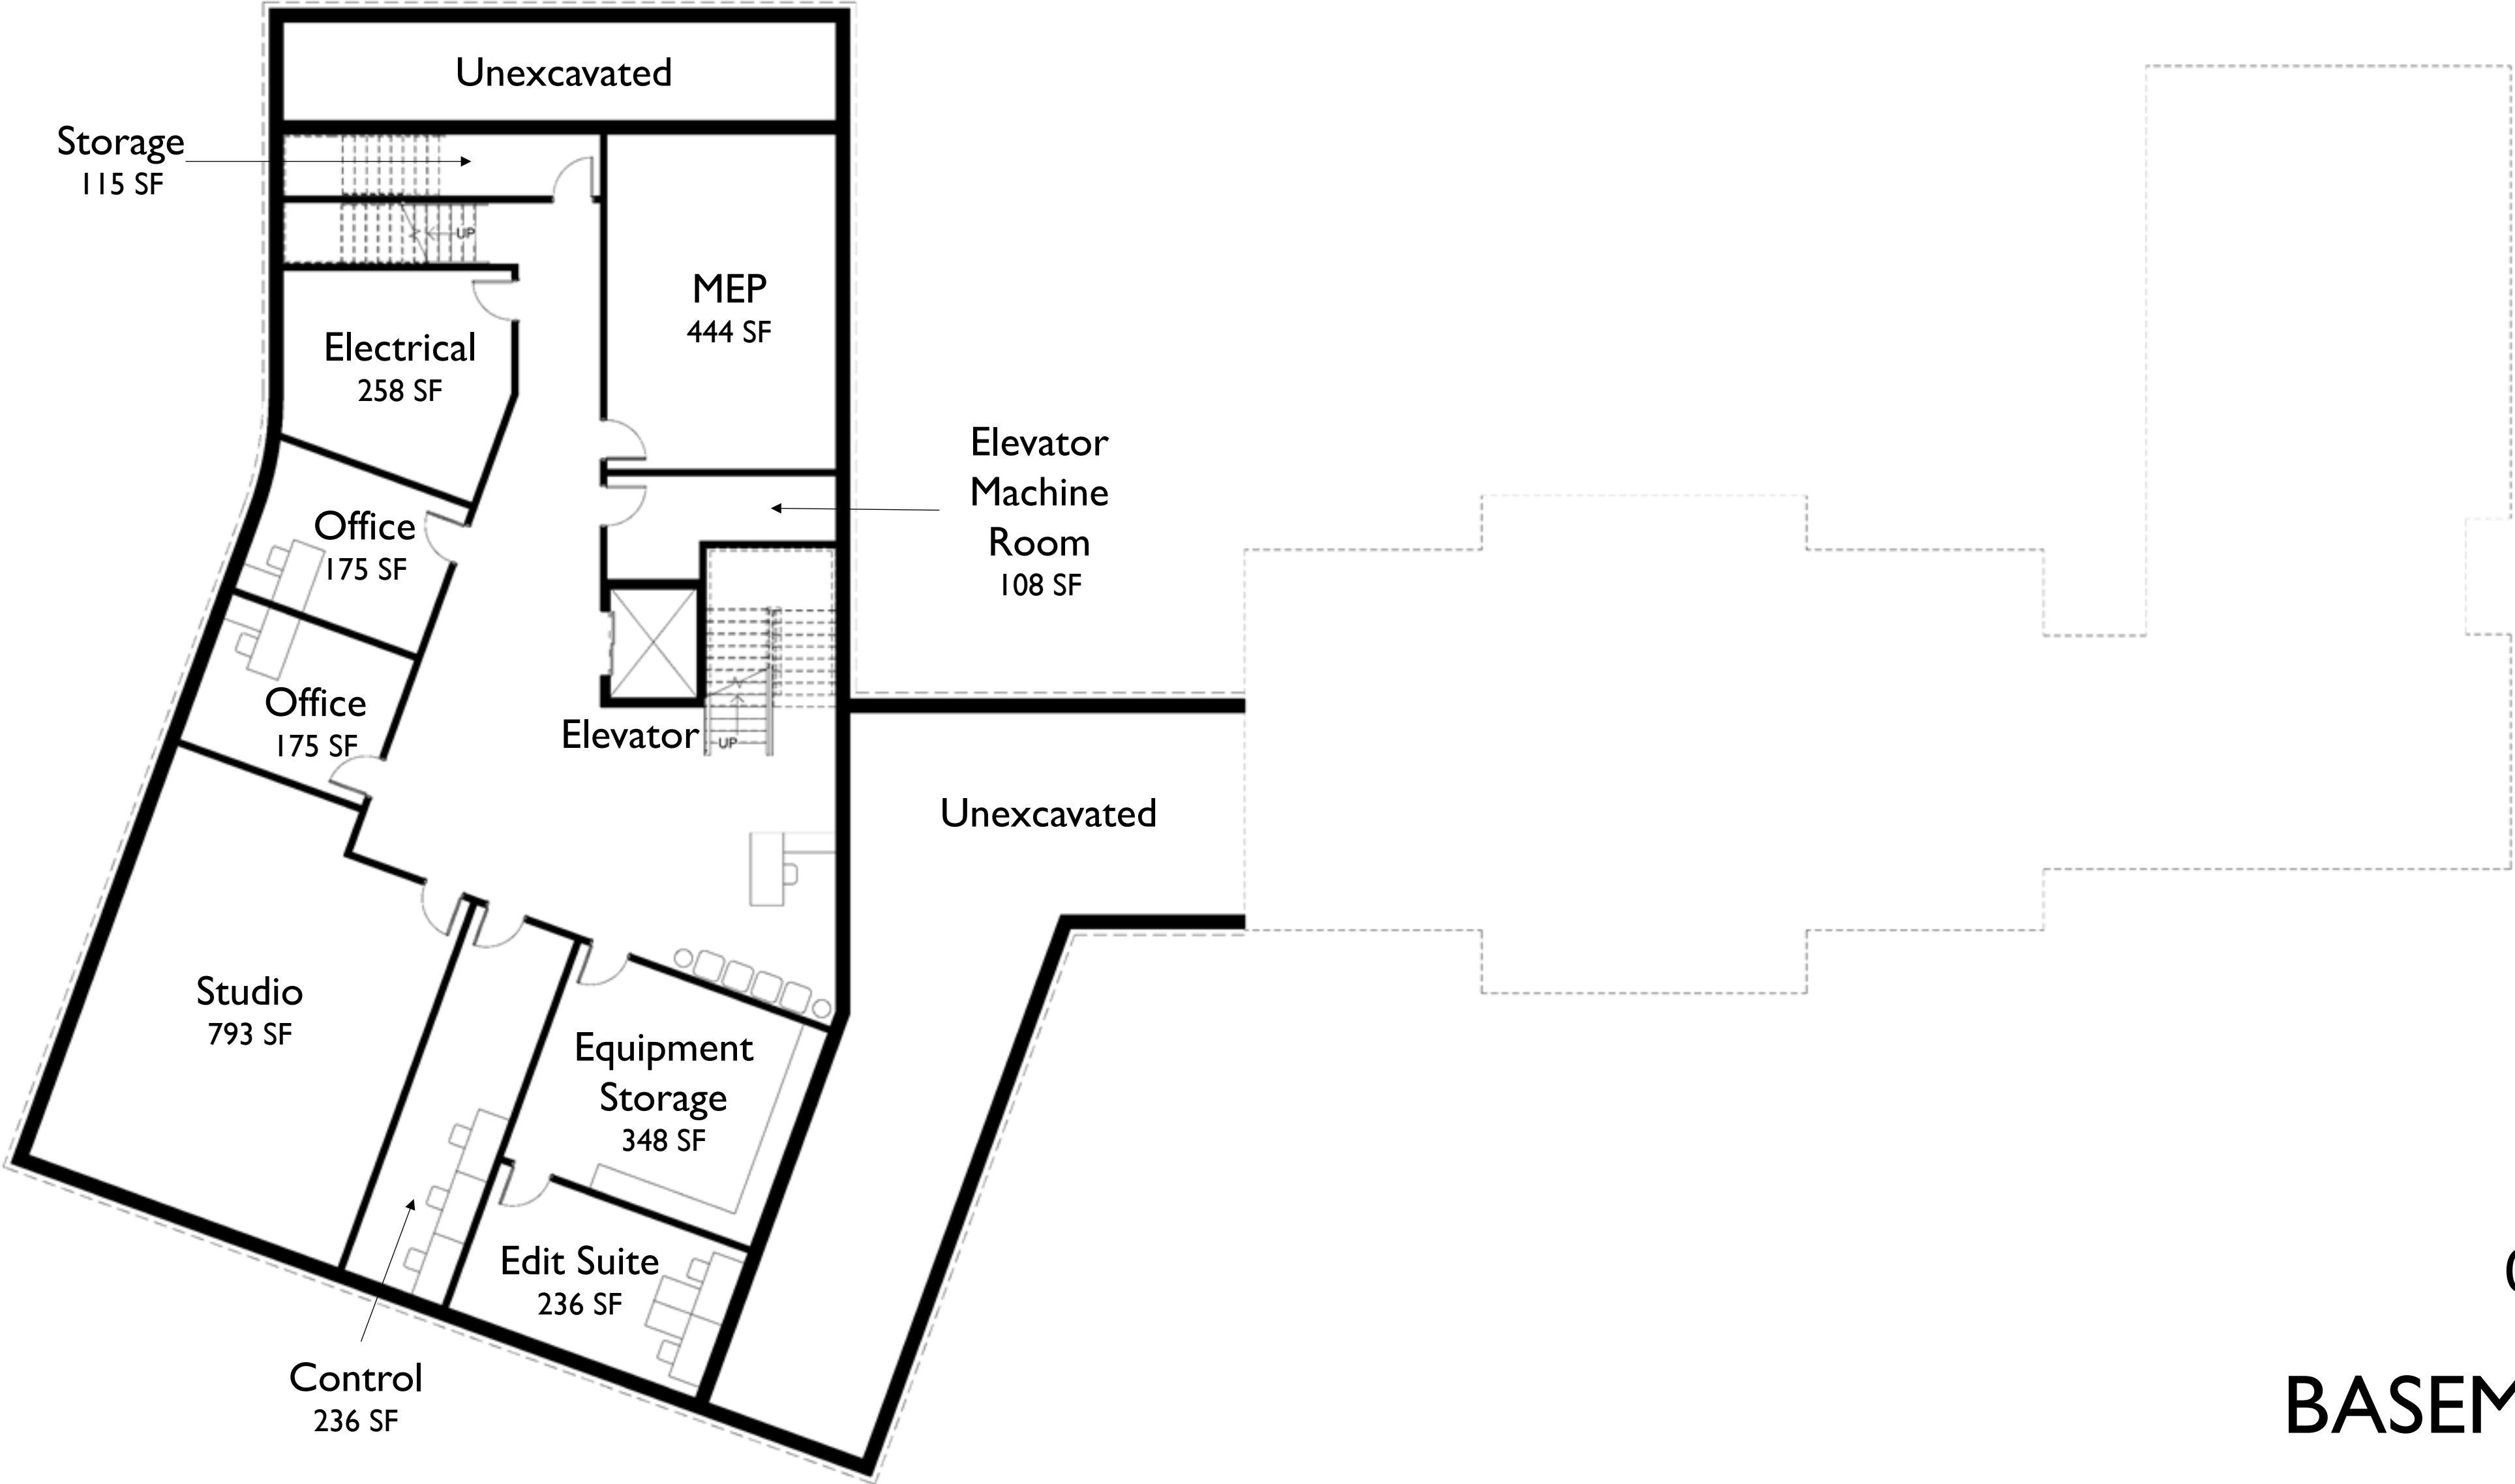 Unexcavated
Storage
115 SF
UP
MEP
444 SF
Electrical
258 SF
Elevator
Machine
Room
108 SF
Office
175 SF
Office
175 SF
Elevator
UP
Unexcavated
Studio
793 SF
Equipment
Storage
348 SF
Edit Suite
236 SF
Control
236 SF
BASEM